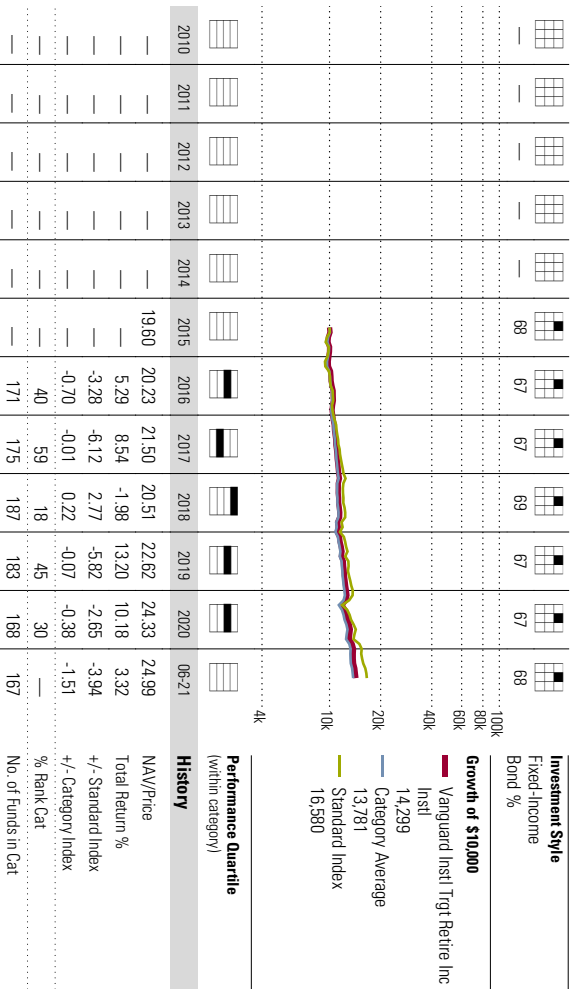 Investment Style
Fixed-Income
— — — — — 68 67 67 69 67 67 68 Bond %
100k
80k
60k
40k
20k
10k
4k
Growth of $10,000
Vanguard Instl Trgt Retire Inc
Instl
14,299
Category Average
13,781
Standard Index
16,580
Performance Quartile
(within category)
2010 2011 2012 2013 2014 2015 2016 2017 2018 2019 2020 06-21 History
— — — — — 19.60 20.23 21.50 20.51 22.62 24.33 24.99 NAV/Price
— — — — — — 5.29 8.54 -1.98 13.20 10.18 3.32 Total Return %
— — — — — — -3.28 -6.12 2.77 -5.82 -2.65 -3.94 +/- Standard Index
— — — — — — -0.70 -0.01 0.22 -0.07 -0.38 -1.51 +/- Category Index
— — — — — — 40 59 18 45 30 — % Rank Cat
— — — — — — 171 175 187 183 168 167 No. of Funds in Cat